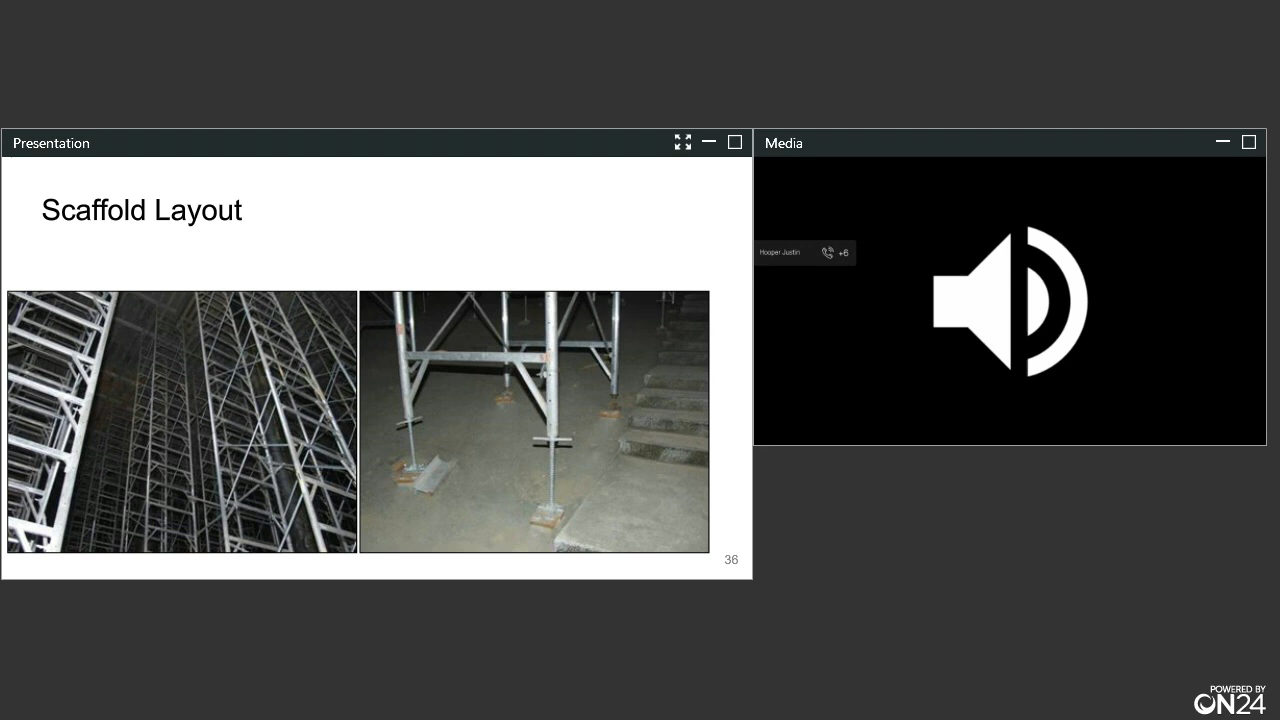 Presentation
Media
Scaffold Layout
Hooper Justin
+6
36
POWERED BY
ON24